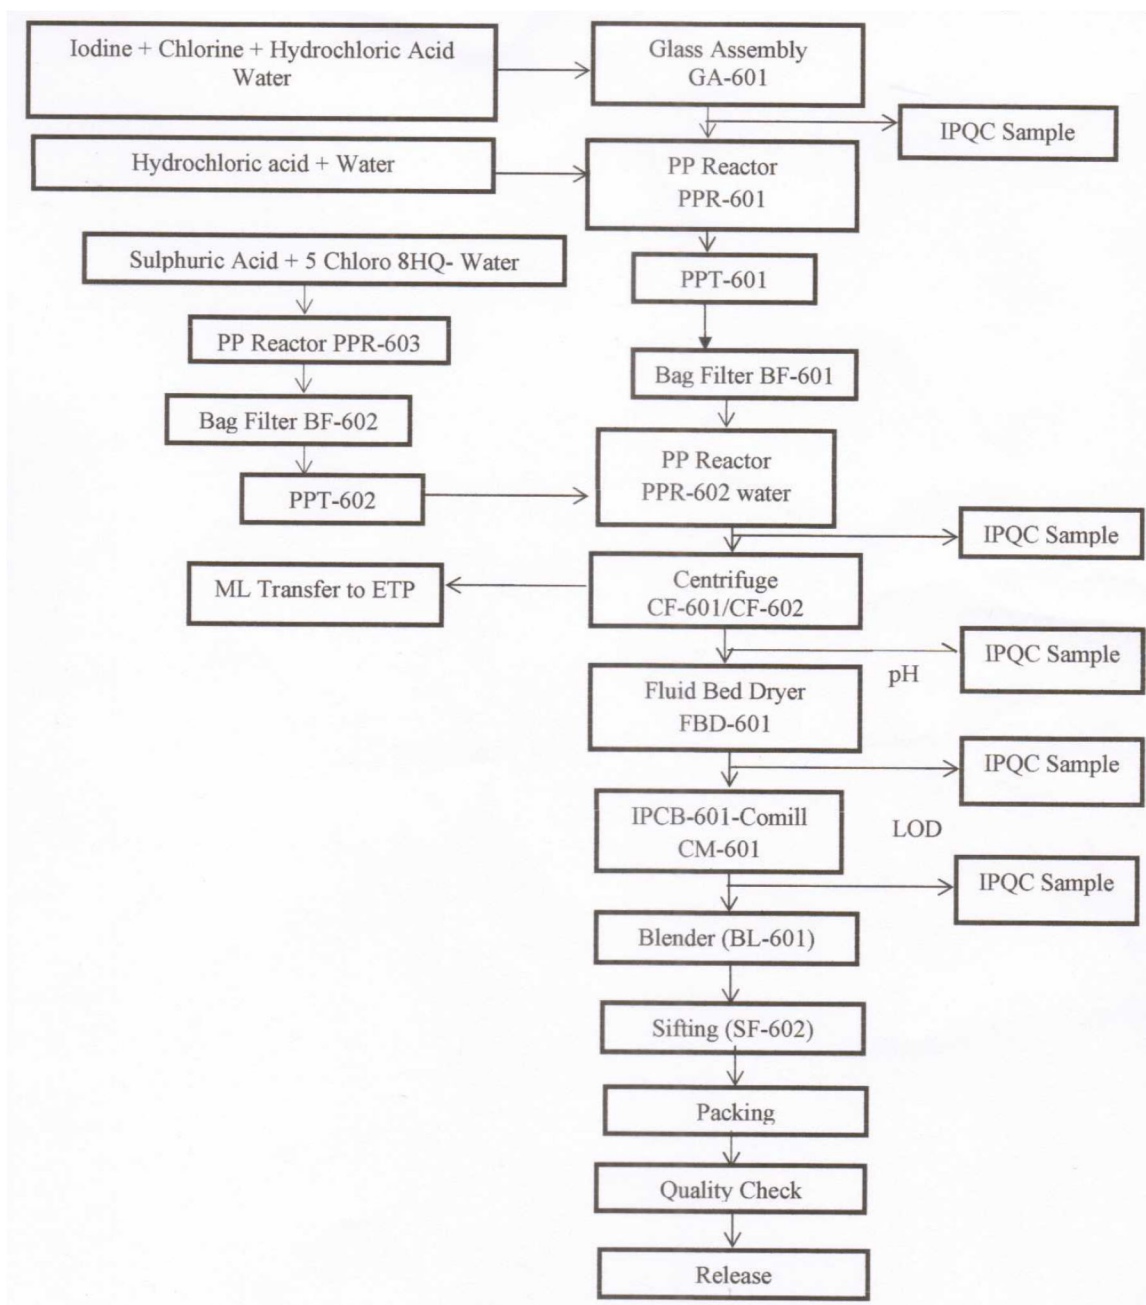 Iodine + Chlorine + Hydrochloric Acid
Water
Glass Assembly
GA-601
IPQC Sample
Hydrochloric acid + Water
PP Reactor
PPR-601
Sulphuric Acid + 5 Chloro 8HQ- Water
PPT-601
PP Reactor PPR-603
Bag Filter BF-601
Bag Filter BF-602
PP Reactor
PPR-602 water
PPT-602
IPQC Sample
Centrifuge
CF-601/CF-602
ML Transfer to ETP
IPQC Sample
pH
Fluid Bed Dryer
FBD-601
IPQC Sample
IPCB-601-Comill
CM-601
LOD
IPQC Sample
Blender (BL-601)
Sifting (SF-602)
Packing
Quality Check
Release